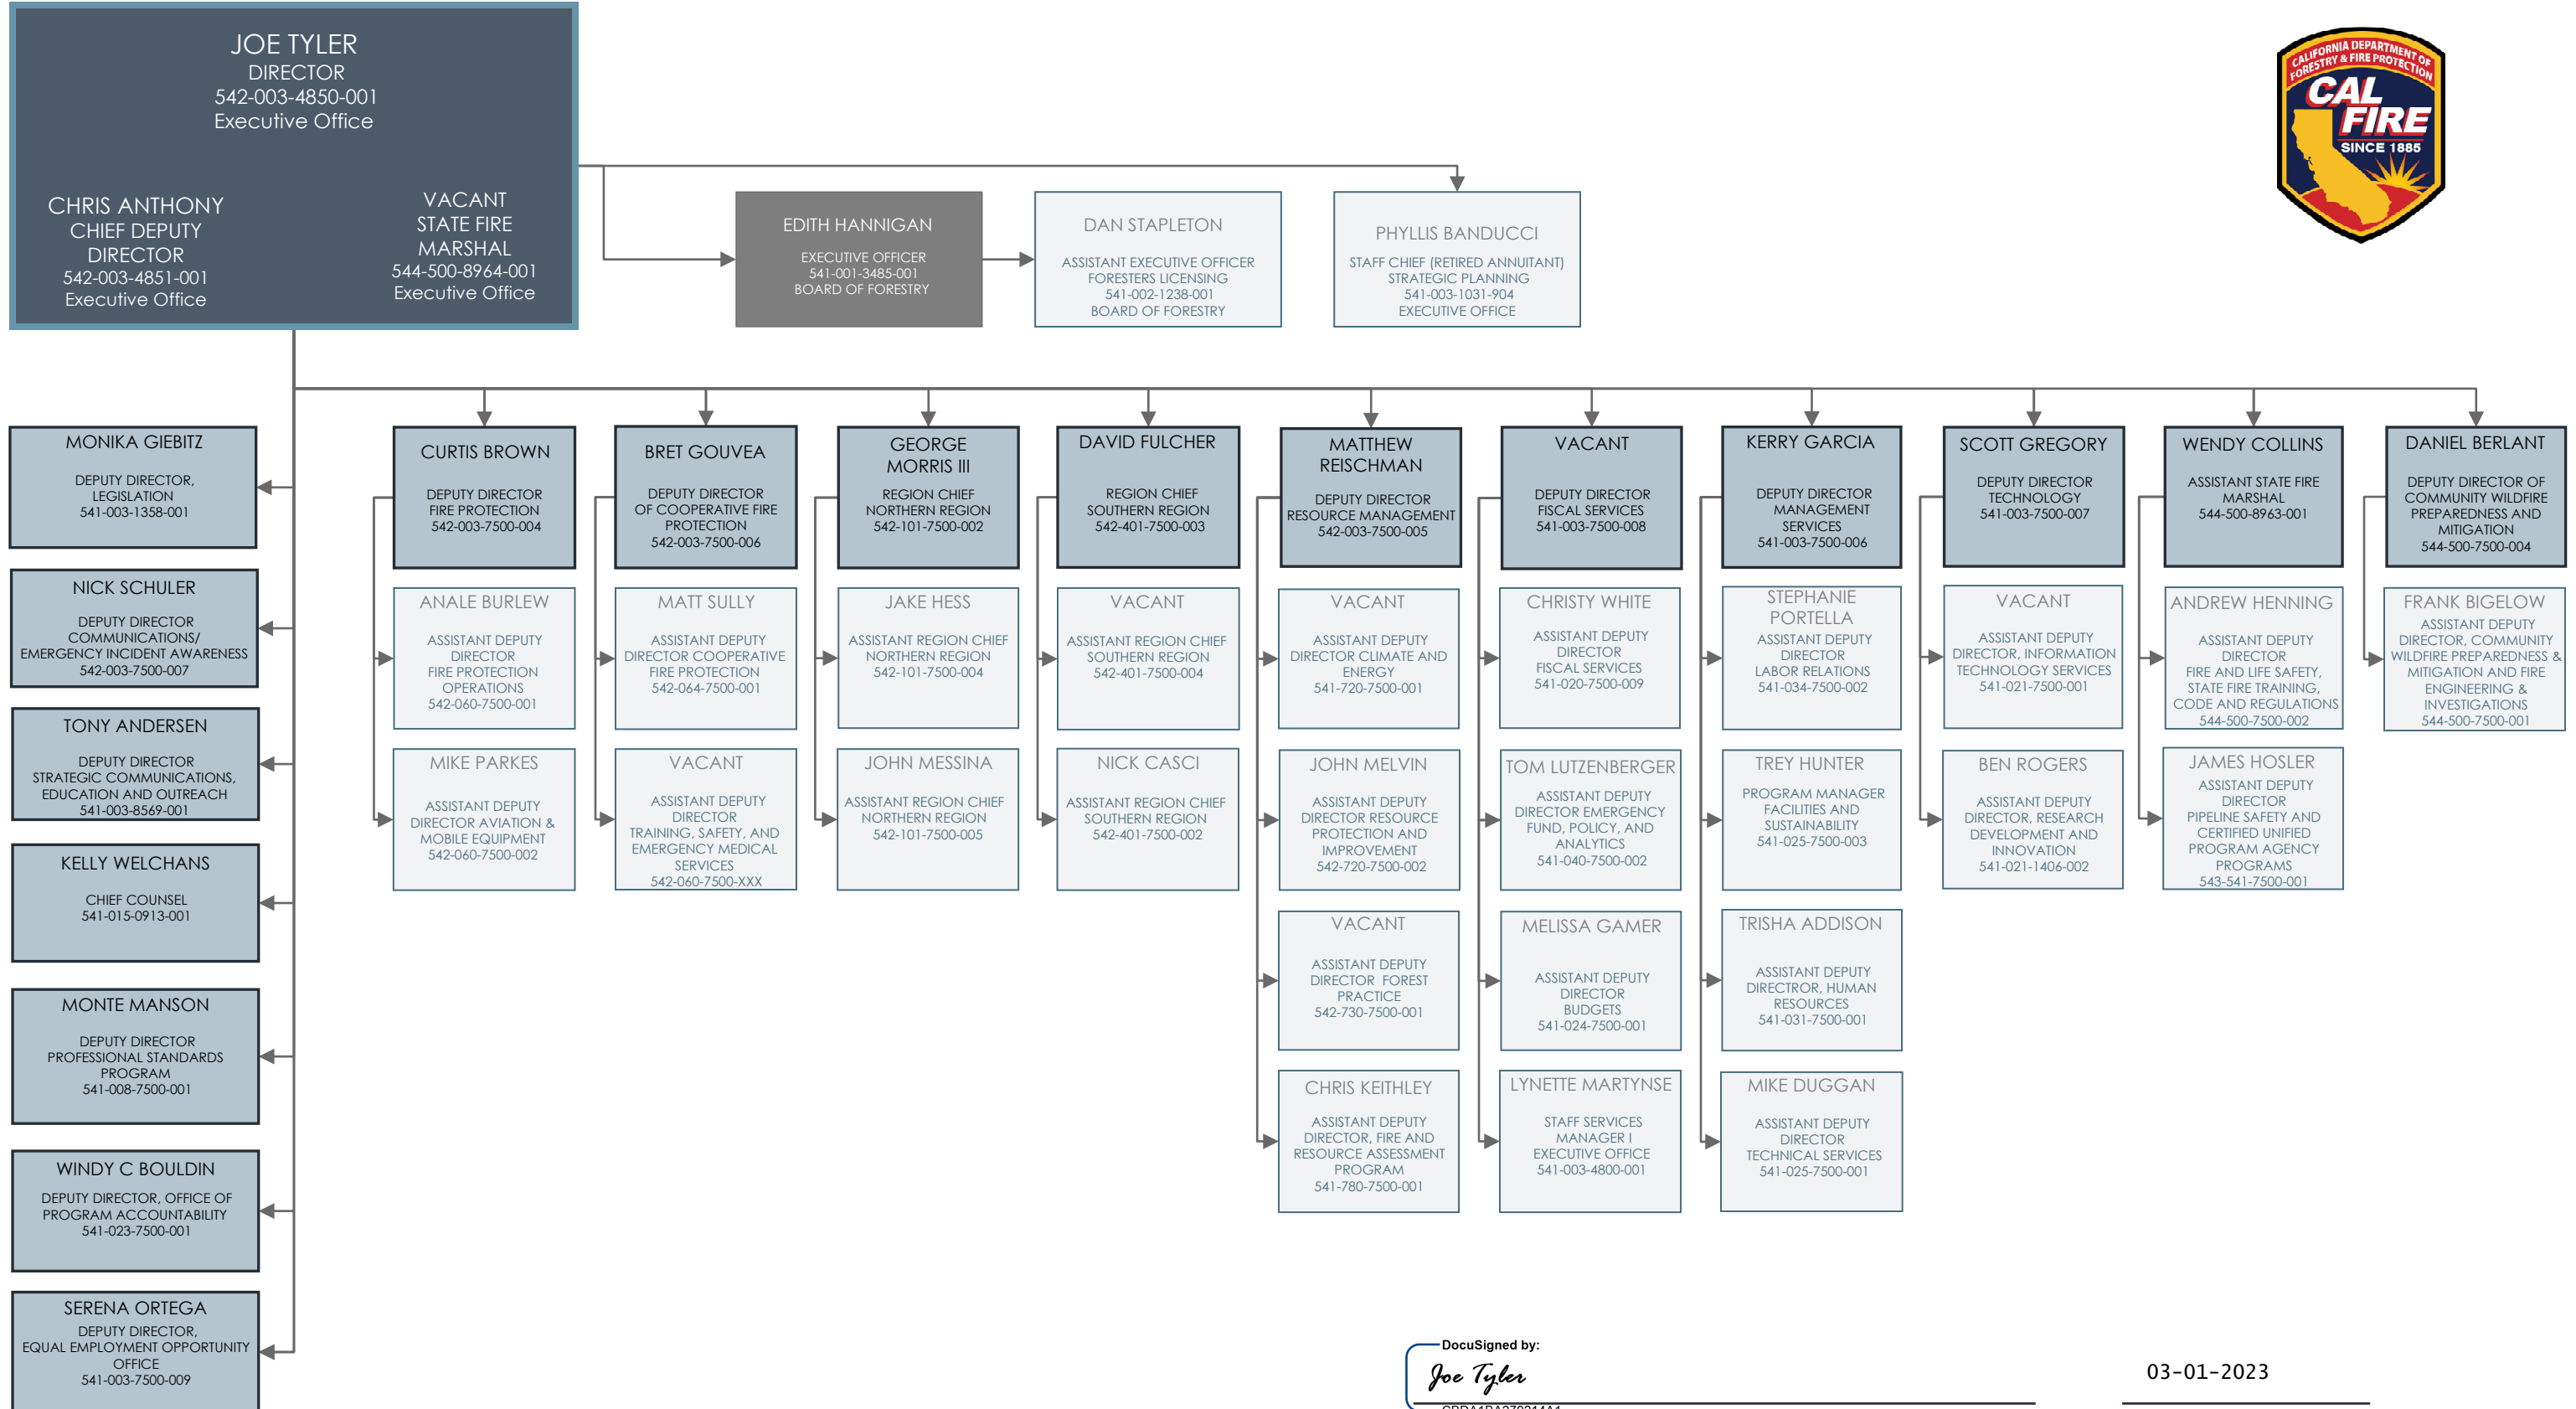 JOE TYLER
DIRECTOR
542-003-4850-001
Executive Office
CHRIS ANTHONY
CHIEF DEPUTY
DIRECTOR
542-003-4851-001
Executive Office
VACANT
STATE FIRE
MARSHAL
544-500-8964-001
Executive Office
EDITH HANNIGAN
EXECUTIVE OFFICER
541-001-3485-001
BOARD OF FORESTRY
DAN STAPLETON
ASSISTANT EXECUTIVE OFFICER
FORESTERS LICENSING
541-002-1238-001
BOARD OF FORESTRY
PHYLLIS BANDUCCI
STAFF CHIEF (RETIRED ANNUITANT)
STRATEGIC PLANNING
541-003-1031-904
EXECUTIVE OFFICE
CALIFORNIA DEPARTMENT OF
FORESTRY & FIRE PROTECTION
CAL
FIRE
SINCE 1885
MONIKA GIEBITZ
DEPUTY DIRECTOR,
LEGISLATION
541-003-1358-001
NICK SCHULER
DEPUTY DIRECTOR
COMMUNICATIONS/
EMERGENCY INCIDENT AWARENESS
542-003-7500-007
TONY ANDERSEN
DEPUTY DIRECTOR
STRATEGIC COMMUNICATIONS,
EDUCATION AND OUTREACH
541-003-8569-001
KELLY WELCHANS
CHIEF COUNSEL
541-015-0913-001
MONTE MANSON
DEPUTY DIRECTOR
PROFESSIONAL STANDARDS
PROGRAM
541-008-7500-001
WINDY C BOULDIN
DEPUTY DIRECTOR, OFFICE OF
PROGRAM ACCOUNTABILITY
541-023-7500-001
SERENA ORTEGA
DEPUTY DIRECTOR,
EQUAL EMPLOYMENT OPPORTUNITY
OFFICE
541-003-7500-009
CURTIS BROWN
DEPUTY DIRECTOR
FIRE PROTECTION
542-003-7500-004
ANALE BURLEW
ASSISTANT DEPUTY
DIRECTOR
FIRE PROTECTION
OPERATIONS
542-060-7500-001
MIKE PARKES
ASSISTANT DEPUTY
DIRECTOR AVIATION &
MOBILE EQUIPMENT
542-060-7500-002
BRET GOUVEA
DEPUTY DIRECTOR
OF COOPERATIVE FIRE
PROTECTION
542-003-7500-006
MATT SULLY
ASSISTANT DEPUTY
DIRECTOR COOPERATIVE
FIRE PROTECTION
542-064-7500-001
VACANT
ASSISTANT DEPUTY
DIRECTOR
TRAINING, SAFETY, AND
EMERGENCY MEDICAL
SERVICES
542-060-7500-XXX
GEORGE
MORRIS III
REGION CHIEF
NORTHERN REGION
542-101-7500-002
JAKE HESS
ASSISTANT REGION CHIEF
NORTHERN REGION
542-101-7500-004
JOHN MESSINA
ASSISTANT REGION CHIEF
NORTHERN REGION
542-101-7500-005
DAVID FULCHER
REGION CHIEF
SOUTHERN REGION
542-401-7500-003
VACANT
ASSISTANT REGION CHIEF
SOUTHERN REGION
542-401-7500-004
NICK CASCI
ASSISTANT REGION CHIEF
SOUTHERN REGION
542-401-7500-002
MATTHEW
REISCHMAN
DEPUTY DIRECTOR
RESOURCE MANAGEMENT
542-003-7500-005
VACANT
ASSISTANT DEPUTY
DIRECTOR CLIMATE AND
ENERGY
541-720-7500-001
JOHN MELVIN
ASSISTANT DEPUTY
DIRECTOR RESOURCE
PROTECTION AND
IMPROVEMENT
542-720-7500-002
VACANT
ASSISTANT DEPUTY
DIRECTOR FOREST
PRACTICE
542-730-7500-001
CHRIS KEITHLEY
ASSISTANT DEPUTY
DIRECTOR, FIRE AND
RESOURCE ASSESSMENT
PROGRAM
541-780-7500-001
VACANT
DEPUTY DIRECTOR
FISCAL SERVICES
541-003-7500-008
CHRISTY WHITE
ASSISTANT DEPUTY
DIRECTOR
FISCAL SERVICES
541-020-7500-009
TOM LUTZENBERGER
ASSISTANT DEPUTY
DIRECTOR EMERGENCY
FUND, POLICY, AND
ANALYTICS
541-040-7500-002
MELISSA GAMER
ASSISTANT DEPUTY
DIRECTOR
BUDGETS
541-024-7500-001
LYNETTE MARTYNSE
STAFF SERVICES
MANAGER I
EXECUTIVE OFFICE
541-003-4800-001
KERRY GARCIA
DEPUTY DIRECTOR
MANAGEMENT
SERVICES
541-003-7500-006
STEPHANIE
PORTELLA
ASSISTANT DEPUTY
DIRECTOR
LABOR RELATIONS
541-034-7500-002
TREY HUNTER
PROGRAM MANAGER
FACILITIES AND
SUSTAINABILITY
541-025-7500-003
TRISHA ADDISON
ASSISTANT DEPUTY
DIRECTROR, HUMAN
RESOURCES
541-031-7500-001
MIKE DUGGAN
ASSISTANT DEPUTY
DIRECTOR
TECHNICAL SERVICES
541-025-7500-001
SCOTT GREGORY
DEPUTY DIRECTOR
TECHNOLOGY
541-003-7500-007
VACANT
ASSISTANT DEPUTY
DIRECTOR, INFORMATION
TECHNOLOGY SERVICES
541-021-7500-001
BEN ROGERS
ASSISTANT DEPUTY
DIRECTOR, RESEARCH
DEVELOPMENT AND
INNOVATION
541-021-1406-002
WENDY COLLINS
ASSISTANT STATE FIRE
MARSHAL
544-500-8963-001
ANDREW HENNING
ASSISTANT DEPUTY
DIRECTOR
FIRE AND LIFE SAFETY,
STATE FIRE TRAINING,
CODE AND REGULATIONS
544-500-7500-002
JAMES HOSLER
ASSISTANT DEPUTY
DIRECTOR
PIPELINE SAFETY AND
CERTIFIED UNIFIED
PROGRAM AGENCY
PROGRAMS
543-541-7500-001
DANIEL BERLANT
DEPUTY DIRECTOR OF
COMMUNITY WILDFIRE
PREPAREDNESS AND
MITIGATION
544-500-7500-004
FRANK BIGELOW
ASSISTANT DEPUTY
DIRECTOR, COMMUNITY
WILDFIRE PREPAREDNESS &
MITIGATION AND FIRE
ENGINEERING &
INVESTIGATIONS
544-500-7500-001
DocuSigned by:
Joe Tyler
03-01-2023